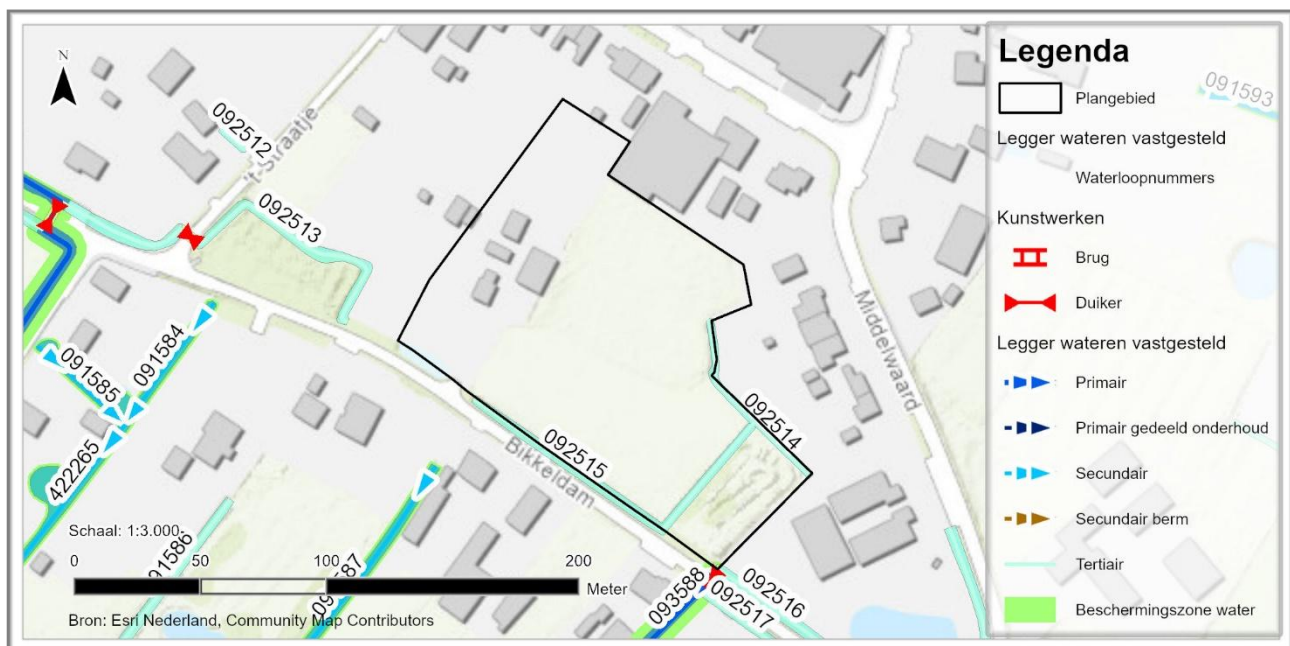 Legenda
Plangebied
Legger wateren vastgesteld
Waterloopnummers
Kunstwerken
Brug
Duiker
Legger wateren vastgesteld
Primair
Primair gedeeld onderhoud
Secundair
Secundair berm
Tertiair
Beschermingszone water
N
091593
092512
't Straatje
092513
Middelwaard
091584
091585
092514
092515
Bikkeldam
422265
Schaal: 1:3.000
0 50 100 200
Meter
093588
092516
092517
Bron: Esri Nederland, Community Map Contributors